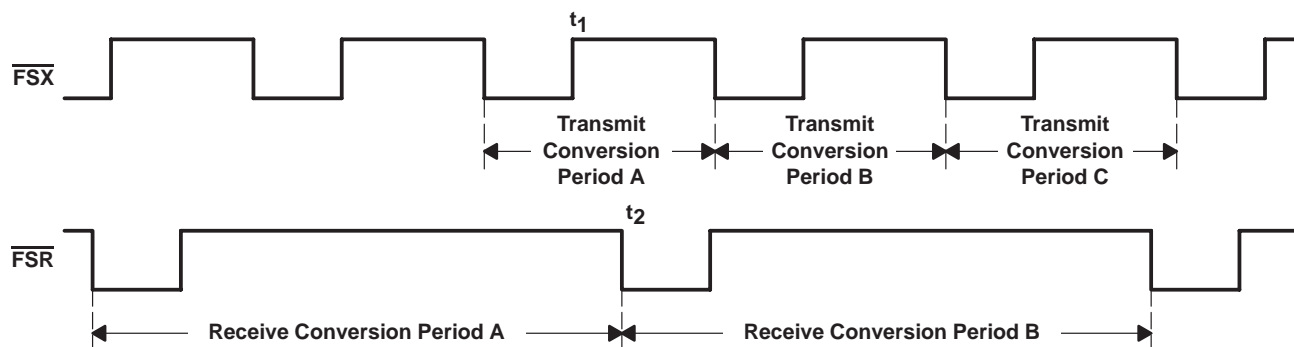 t1
FSX
Transmit
Conversion
Period A
Transmit
Conversion
Period B
Transmit
Conversion
Period C
t2
FSR
Receive Conversion Period A
Receive Conversion Period B